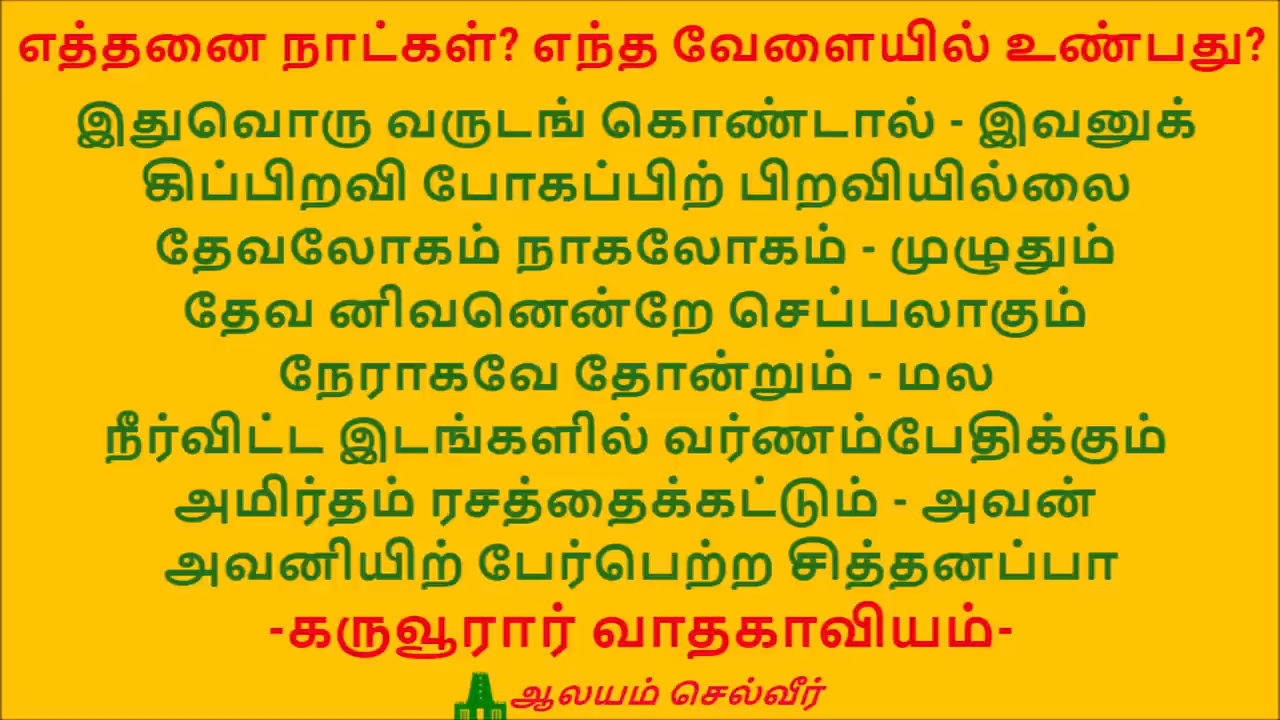 எத்தனை நாட்கள்? எந்த வேளையில் உண்பது?
இதுவொரு வருடங் கொண்டால் - இவனுக்
கிப்பிறவி போகப்பிற் பிறவியில்லை
தேவலோகம் நாகலோகம் - முழுதும்
தேவ னிவனென்றே செப்பலாகும்
நேராகவே தோன்றும் - மல
நீர்விட்ட இடங்களில் வர்ணம்பேதிக்கும்
அமிர்தம் ரசத்தைக்கட்டும் - அவன்
அவனியிற் பேர்பெற்ற சித்தனப்பா
-கருவூரார் வாதகாவியம்-
ஆலயம் செல்வீர்